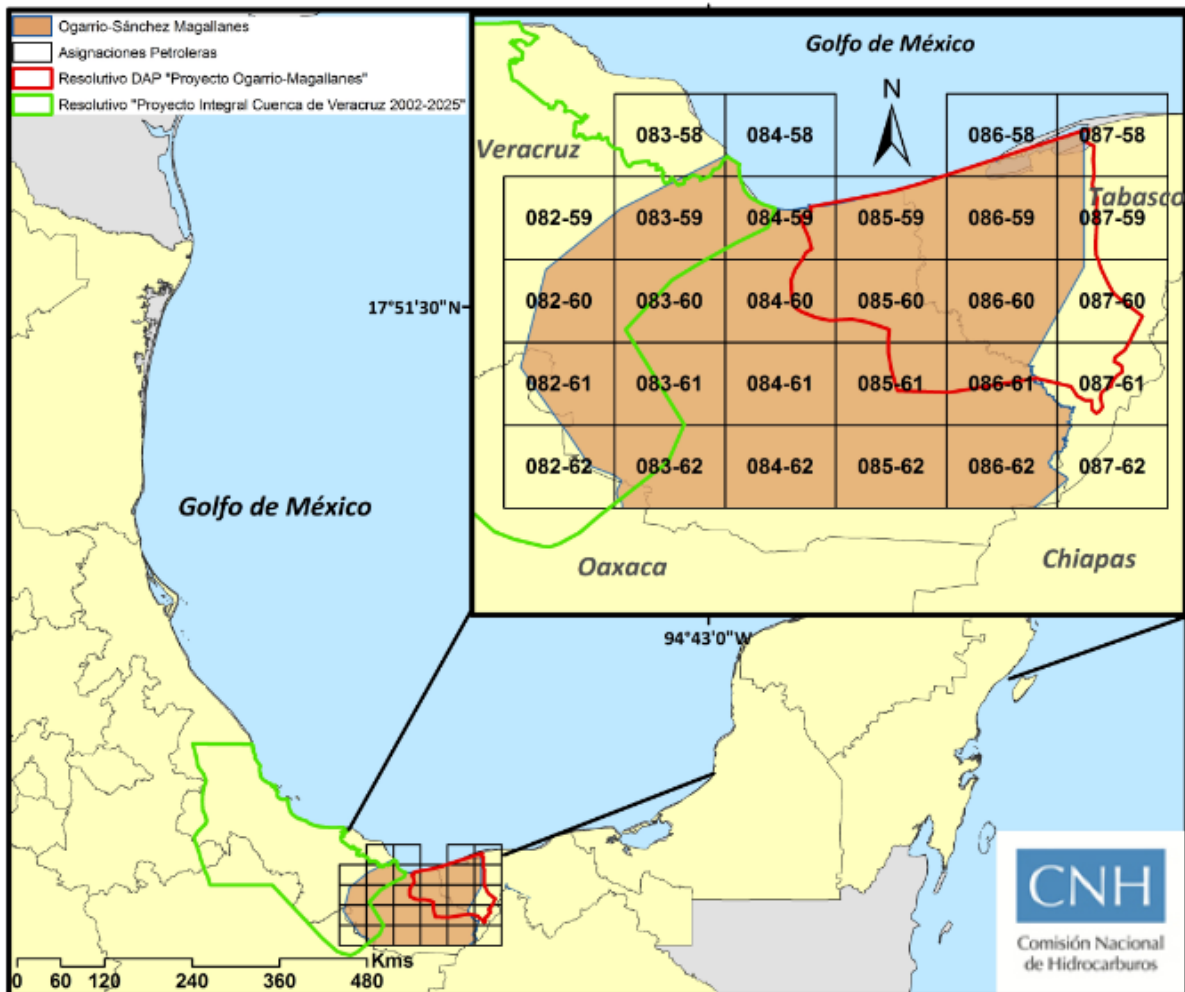 Ogarrio-Sánchez Magallanes
Asignaciones Petroleras
Resolutivo DAP "Proyecto Ogarrio-Magallanes"
Resolutivo "Proyecto Integral Cuenca de Veracruz 2002-2025"
Golfo de México
N
083-58 084-58 086-58 087-58
Veracruz
Tabasco
082-59 083-59 084-59 085-59 086-59 087-59
17°51'30"N
082-60 083-60 084-60 085-60 086-60 087-60
082-61 083-61 084-61 085-61 086-61 087-61
082-62 083-62 084-62 085-62 086-62 087-62
Golfo de México
Oaxaca
Chiapas
94°43'0"W
CNH
Comisión Nacional
de Hidrocarburos
Kms
0 60 120 240 360 480